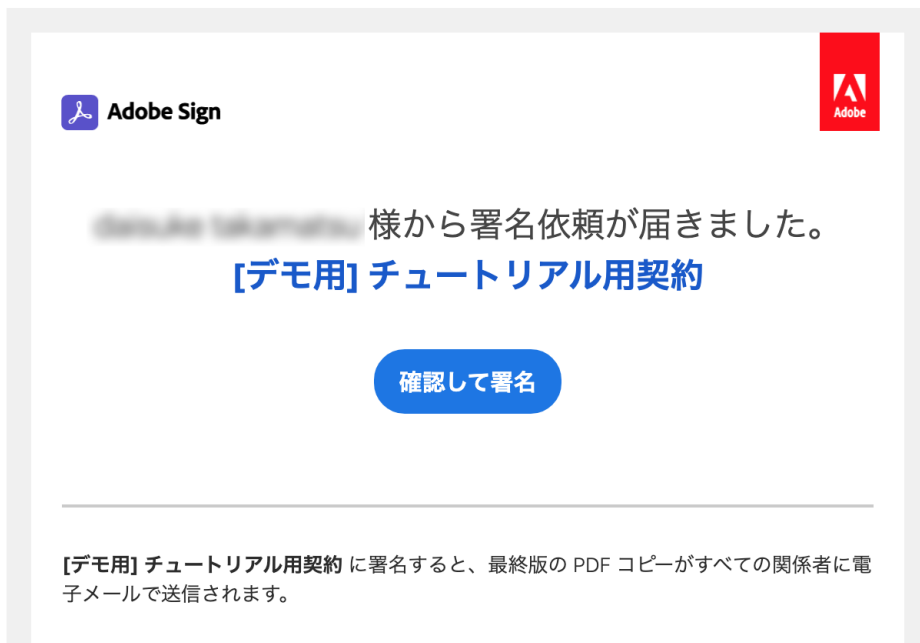 Adobe Sign
Adobe
様から署名依頼が届きました。
[デモ用] チュートリアル用契約
確認して署名
[デモ用] チュートリアル用契約 に署名すると、最終版の PDF コピーがすべての関係者に電
子メールで送信されます。